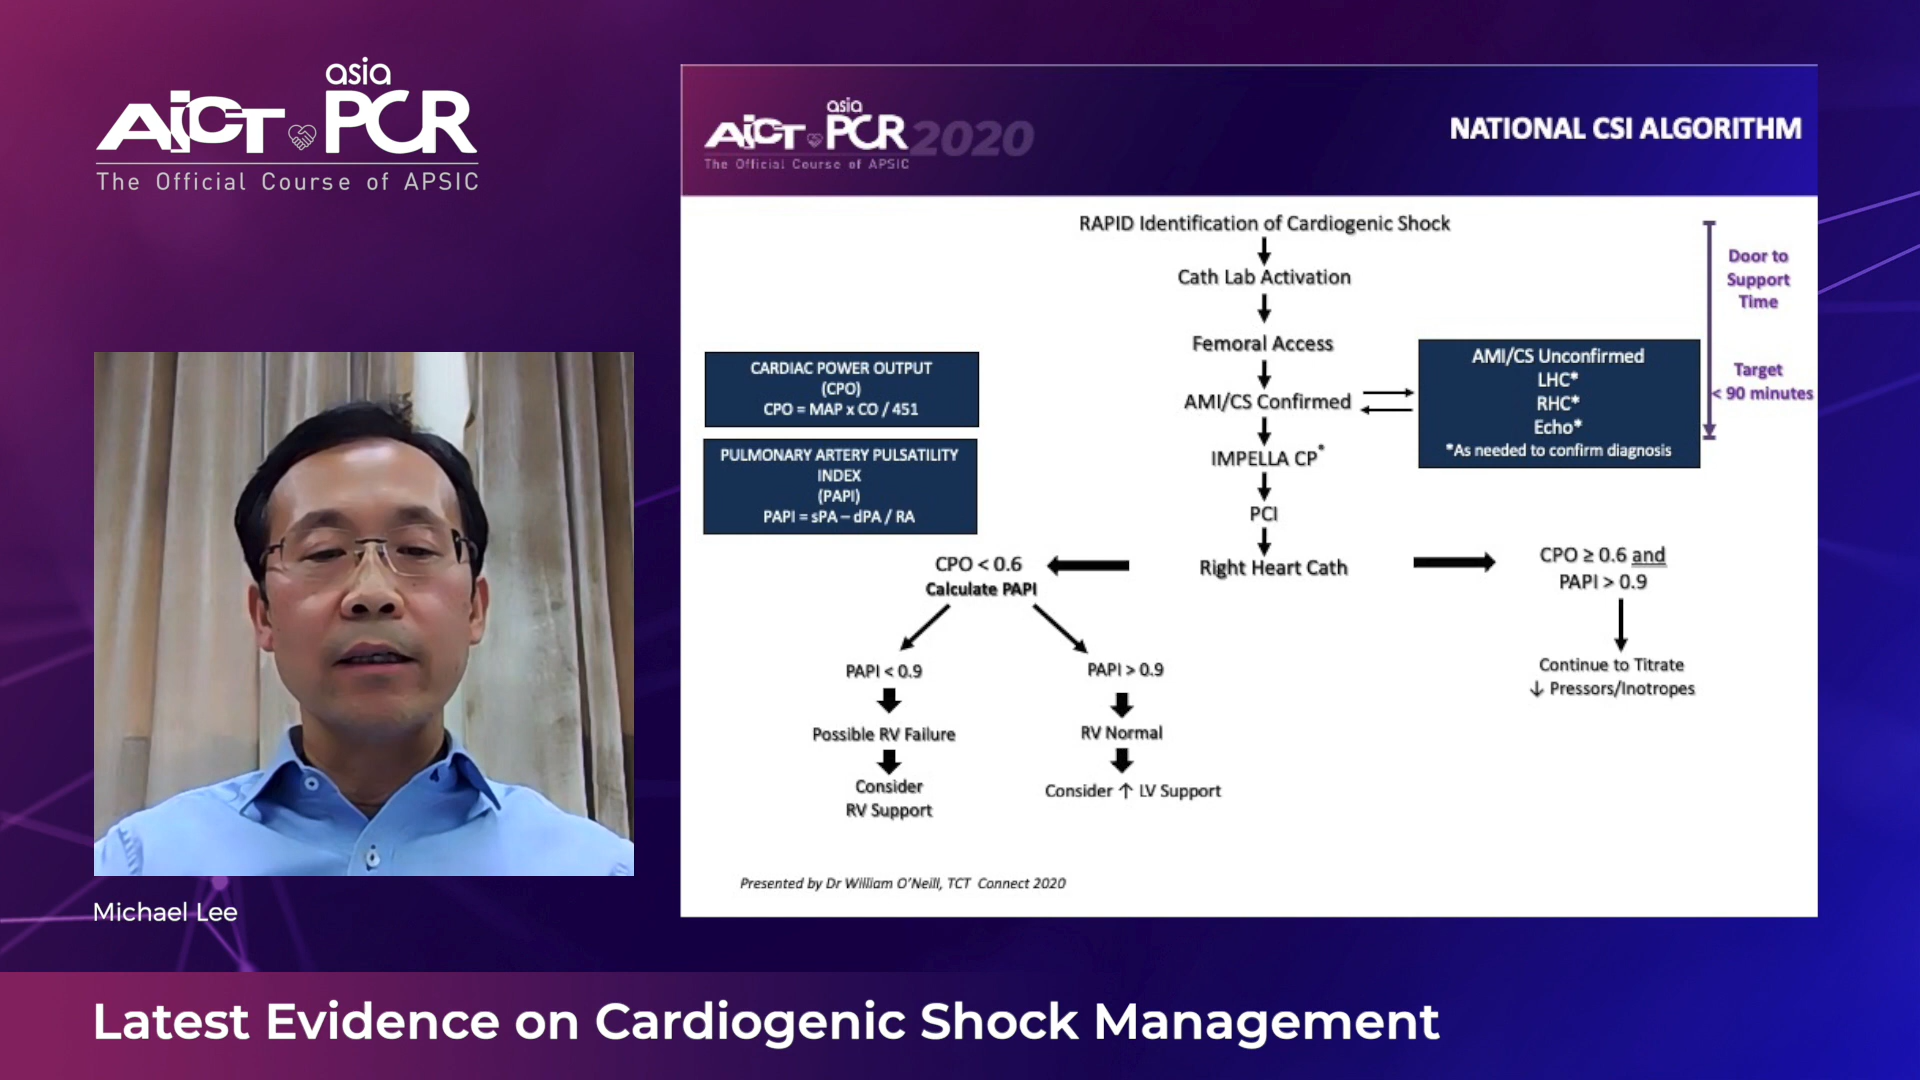 asia
AICT PCR
The Official Course of APSIC
asia
AICT PCR 2020
The Official Course of APSIC
NATIONAL CSI ALGORITHM
RAPID Identification of Cardiogenic Shock
Cath Lab Activation
Femoral Access
AMI/CS Confirmed
IMPELLA CP*
PCI
Right Heart Cath
Door to
Support
Time
Target
< 90 minutes
AMI/CS Unconfirmed
LHC*
RHC*
Echo*
*As needed to confirm diagnosis
CARDIAC POWER OUTPUT
(CPO)
CPO = MAP x CO / 451
PULMONARY ARTERY PULSATILITY
INDEX
(PAPI)
PAPI = sPA – dPA / RA
CPO < 0.6
Calculate PAPI
PAPI < 0.9
Possible RV Failure
Consider
RV Support
PAPI > 0.9
RV Normal
Consider ↑ LV Support
CPO ≥ 0.6 and
PAPI > 0.9
Continue to Titrate
↓ Pressors/Inotropes
Presented by Dr William O'Neill, TCT Connect 2020
Michael Lee
Latest Evidence on Cardiogenic Shock Management